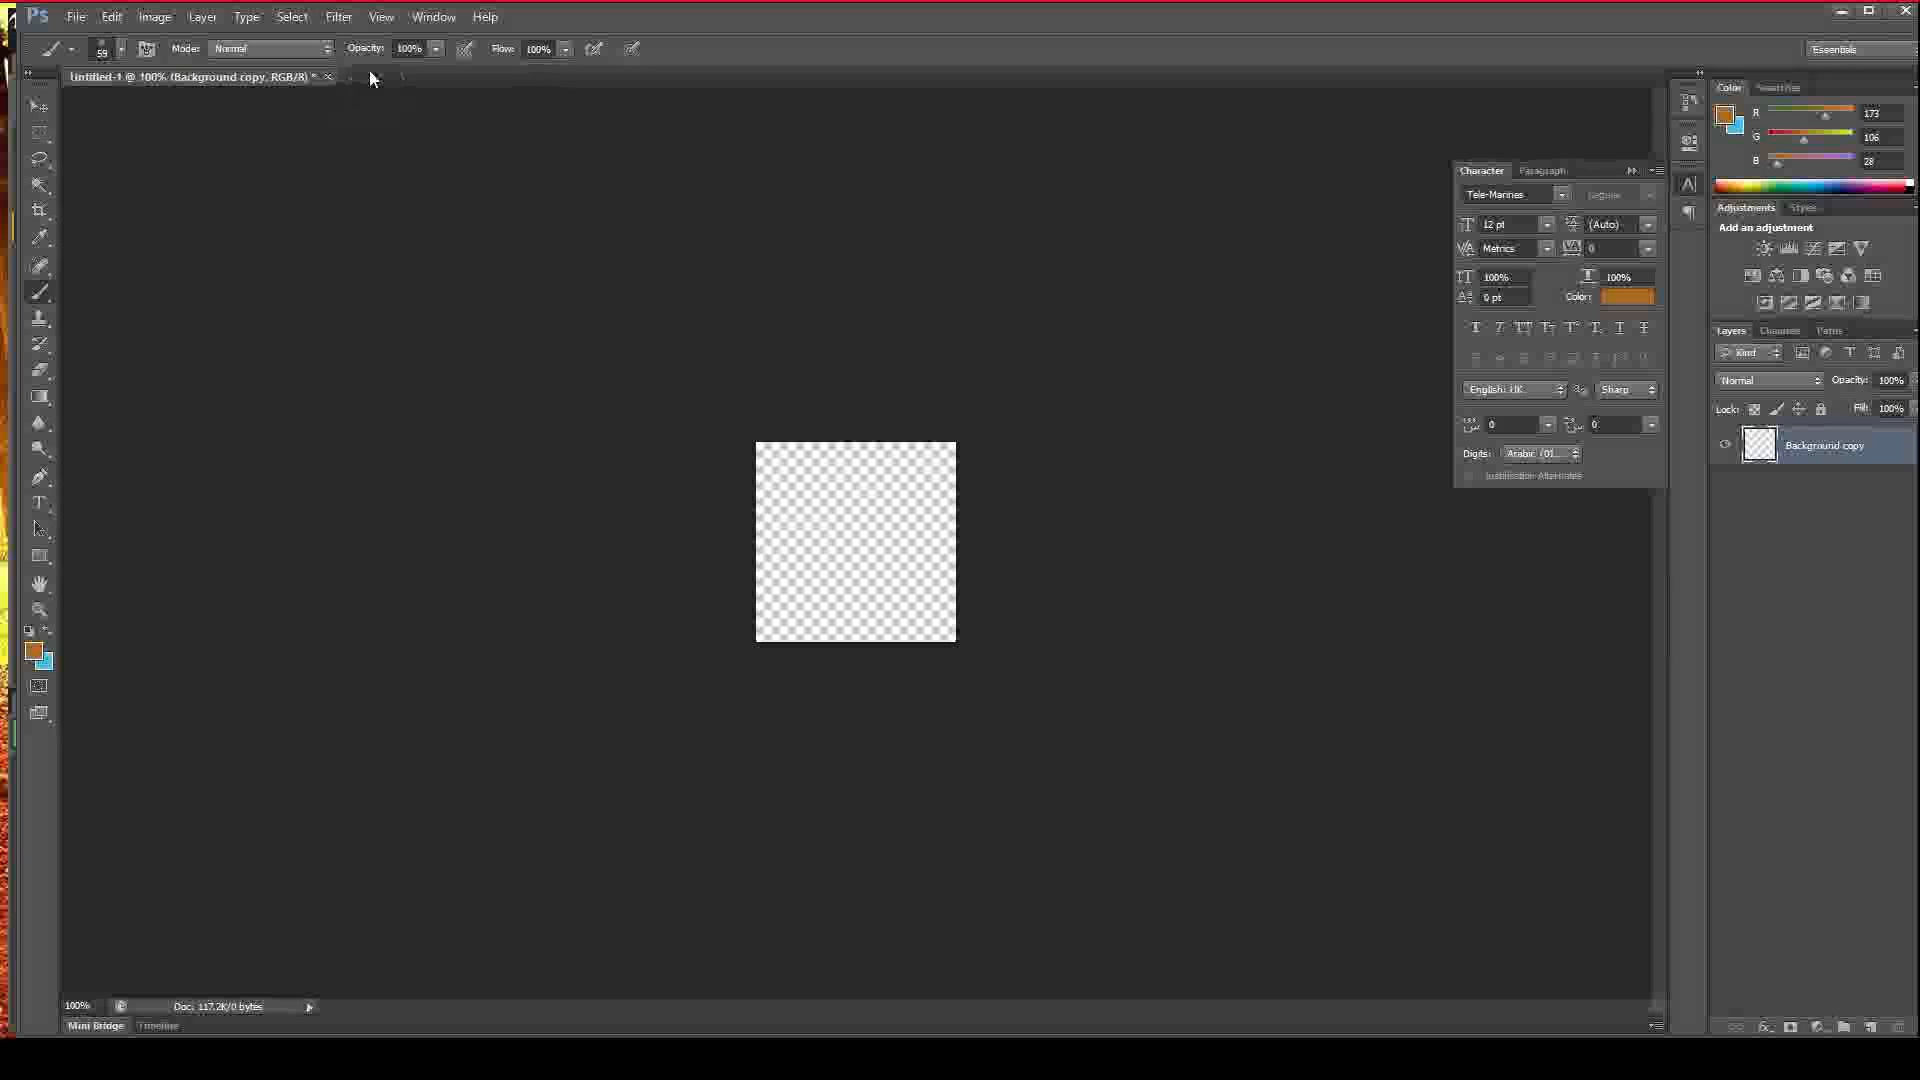 Ps File Edit Image Layer Type Select Filter View Window Help
59 Mode: Normal Opacity: 100% Flow: 100% Essentials
Untitled-1 @ 100% (Background copy, RGB/8) * ×
Color Swatches
R 173
G 106
B 28
Character Paragraph
Tele-Marines Regular
12 pt (Auto)
Metrics 0
100% 100%
0 pt Color:
English: UK Sharp
0 0
Digits: Arabic (01...
Justification Alternates
Adjustments Styles
Add an adjustment
Layers Channels Paths
Kind
Normal Opacity: 100%
Lock: Fill: 100%
Background copy
100% Doc: 117.2K/0 bytes
Mini Bridge Timeline